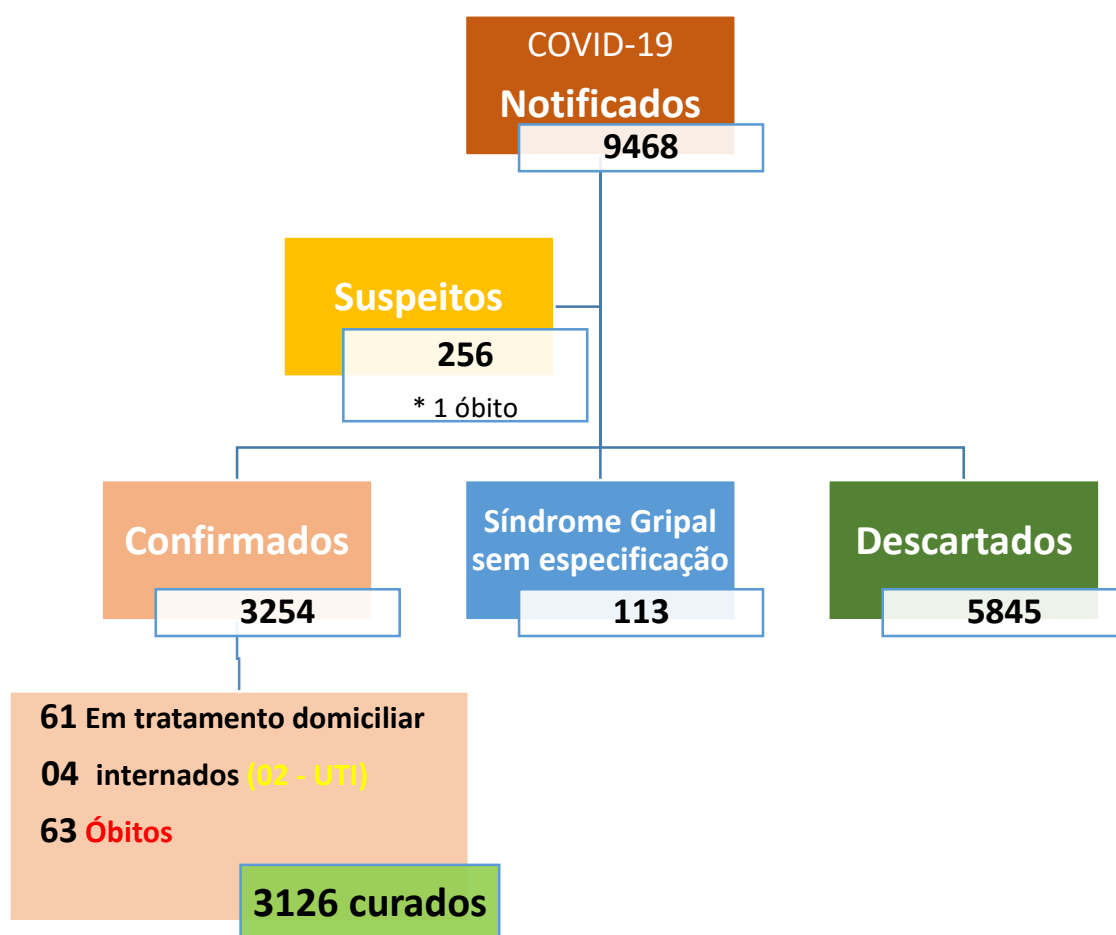 COVID-19
Notificados
9468
Suspeitos
256
* 1 óbito
Confirmados
3254
Síndrome Gripal
sem especificação
113
Descartados
5845
61 Em tratamento domiciliar
04 internados (02 - UTI)
63 Óbitos
3126 curados